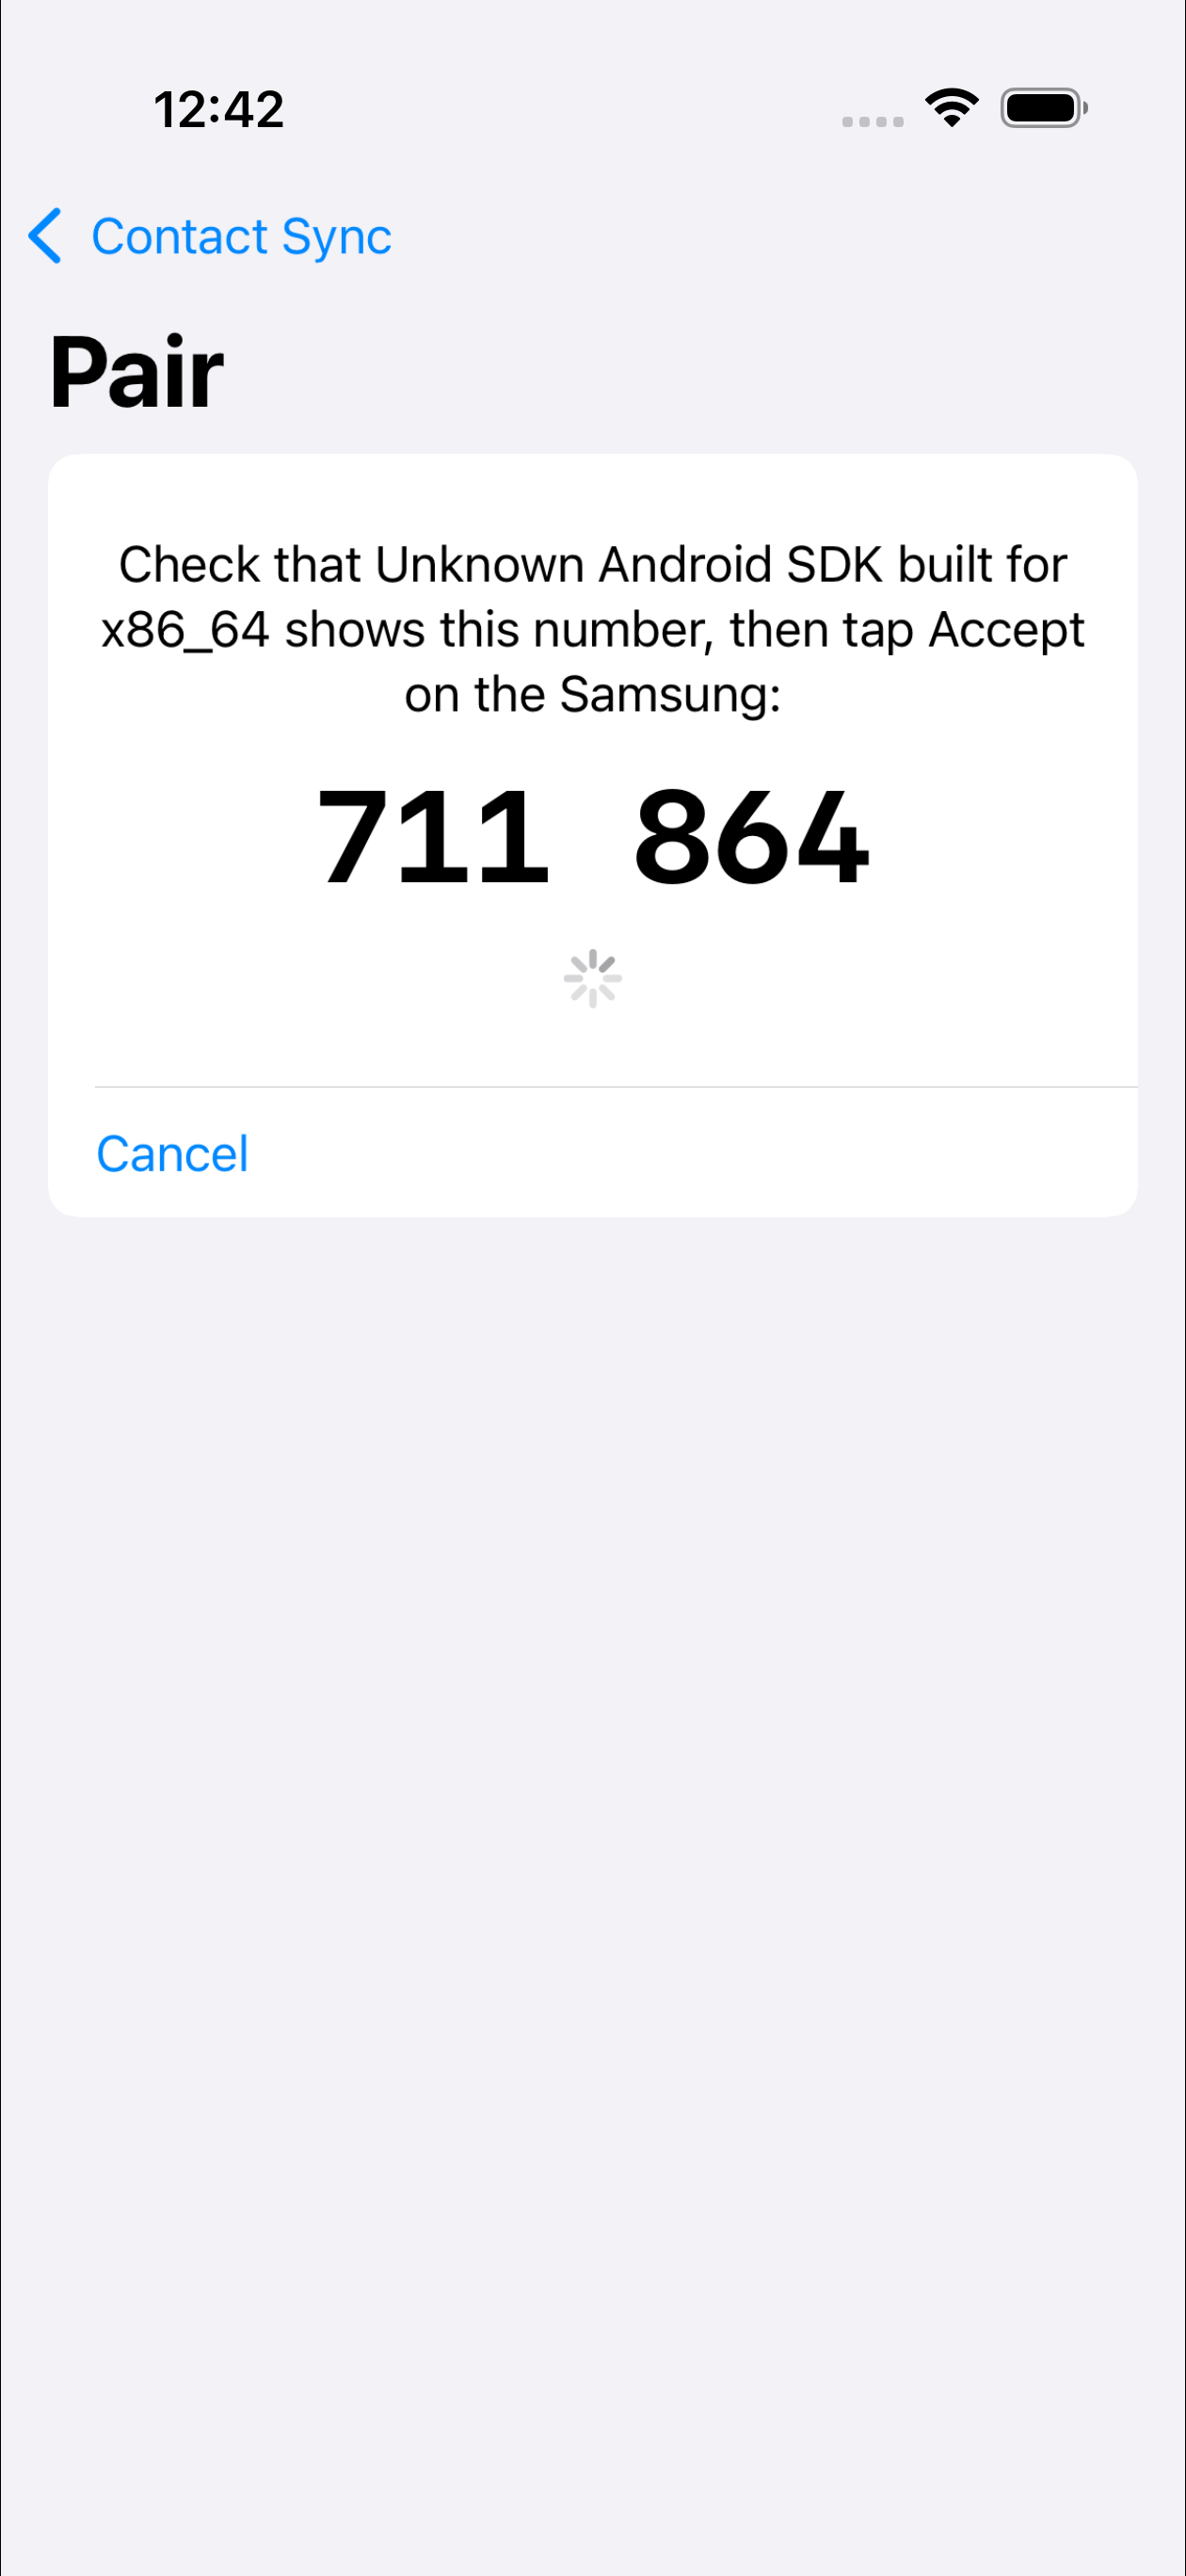 12:42
Contact Sync
Pair
Check that Unknown Android SDK built for
x86_64 shows this number, then tap Accept
on the Samsung:
711 864
Cancel